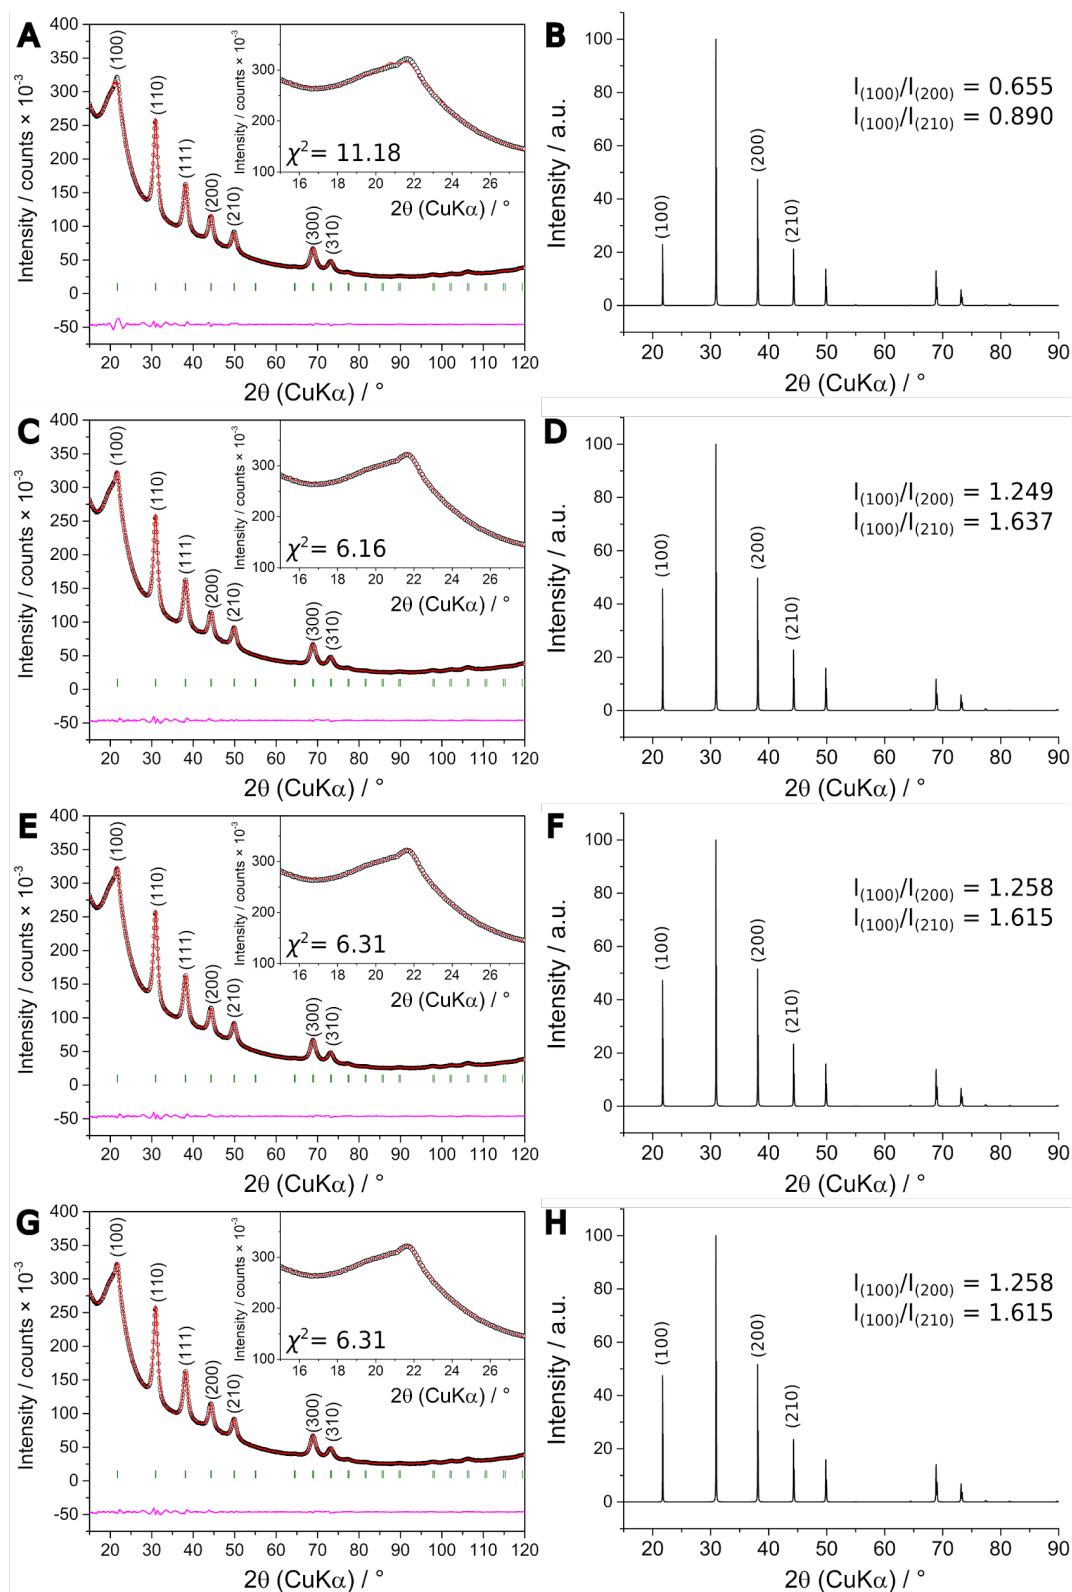 A
Intensity / counts × 10⁻³
400
350
300
250
200
150
100
50
0
-50
(100)
(110)
(111)
(200)
(210)
(300)
(310)
Intensity / counts × 10⁻³
300
200
100
χ²= 11.18
16 18 20 22 24 26
2θ (CuKα) / °
20 30 40 50 60 70 80 90 100 110 120
2θ (CuKα) / °
B
Intensity / a.u.
100
80
60
40
20
0
(100)
(200)
(210)
I(100)/I(200) = 0.655
I(100)/I(210) = 0.890
20 30 40 50 60 70 80 90
2θ (CuKα) / °
C
Intensity / counts × 10⁻³
400
350
300
250
200
150
100
50
0
-50
(100)
(110)
(111)
(200)
(210)
(300)
(310)
Intensity / counts × 10⁻³
300
200
100
χ²= 6.16
16 18 20 22 24 26
2θ (CuKα) / °
20 30 40 50 60 70 80 90 100 110 120
2θ (CuKα) / °
D
Intensity / a.u.
100
80
60
40
20
0
(100)
(200)
(210)
I(100)/I(200) = 1.249
I(100)/I(210) = 1.637
20 30 40 50 60 70 80 90
2θ (CuKα) / °
E
Intensity / counts × 10⁻³
400
350
300
250
200
150
100
50
0
-50
(100)
(110)
(111)
(200)
(210)
(300)
(310)
Intensity / counts × 10⁻³
300
200
100
χ²= 6.31
16 18 20 22 24 26
2θ (CuKα) / °
20 30 40 50 60 70 80 90 100 110 120
2θ (CuKα) / °
F
Intensity / a.u.
100
80
60
40
20
0
(100)
(200)
(210)
I(100)/I(200) = 1.258
I(100)/I(210) = 1.615
20 30 40 50 60 70 80 90
2θ (CuKα) / °
G
Intensity / counts × 10⁻³
400
350
300
250
200
150
100
50
0
-50
(100)
(110)
(111)
(200)
(210)
(300)
(310)
Intensity / counts × 10⁻³
300
200
100
χ²= 6.31
16 18 20 22 24 26
2θ (CuKα) / °
20 30 40 50 60 70 80 90 100 110 120
2θ (CuKα) / °
H
Intensity / a.u.
100
80
60
40
20
0
(100)
(200)
(210)
I(100)/I(200) = 1.258
I(100)/I(210) = 1.615
20 30 40 50 60 70 80 90
2θ (CuKα) / °